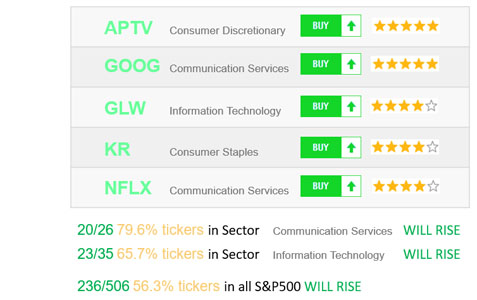 APTV Consumer Discretionary BUY
GOOG Communication Services BUY
GLW Information Technology BUY
KR Consumer Staples BUY
NFLX Communication Services BUY
20/26 79.6% tickers in Sector Communication Services WILL RISE
23/35 65.7% tickers in Sector Information Technology WILL RISE
236/506 56.3% tickers in all S&P500 WILL RISE